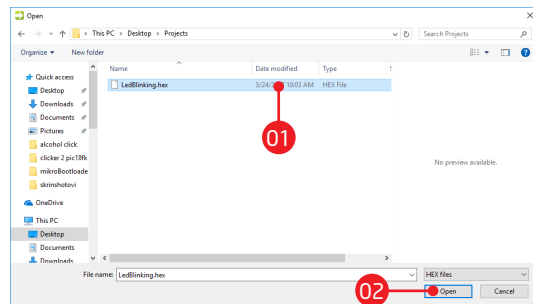 Open
This PC > Desktop > Projects
Search Projects
Organize
New folder
Name
Date modified
Type
Quick access
Desktop
Downloads
Documents
Pictures
alcohol click
clicker 2 pic18fk
mikroBootloade
skrinshotovi
OneDrive
This PC
Desktop
Documents
Downloads
LedBlinking.hex
10:03 AM
HEX File
01
No preview available.
File name:
LedBlinking.hex
HEX files
02
Open
Cancel